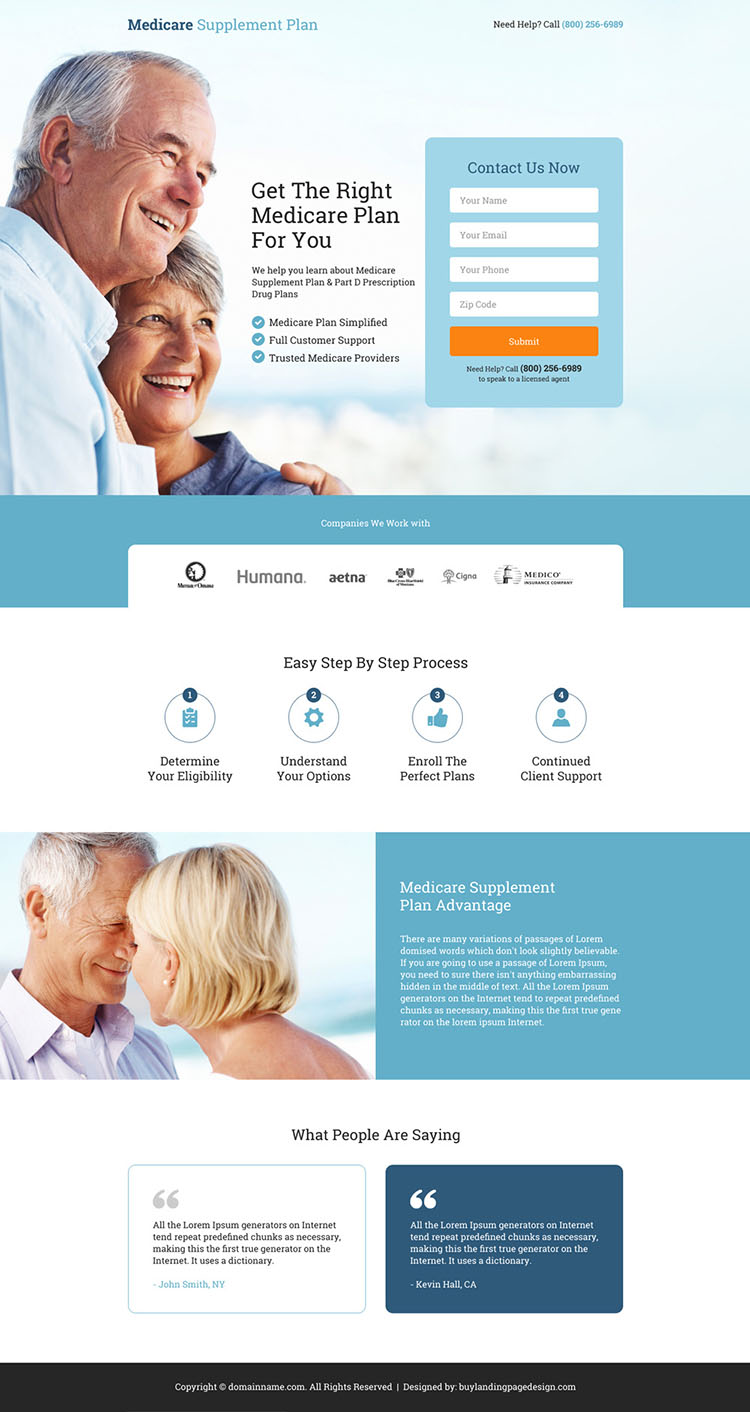 Medicare Supplement Plan
Need Help? Call (800) 256-6989
Get The Right
Medicare Plan
For You
We help you learn about Medicare
Supplement Plan & Part D Prescription
Drug Plans
Medicare Plan Simplified
Full Customer Support
Trusted Medicare Providers
Contact Us Now
Your Name
Your Email
Your Phone
Zip Code
Submit
Need Help? Call (800) 256-6989
to speak to a licensed agent
Companies We Work with
Mutual of Omaha
Humana.
aetna
BlueCross BlueShield
of Montana
Cigna
MEDICO
INSURANCE COMPANY
Easy Step By Step Process
1
2
3
4
Determine
Your Eligibility
Understand
Your Options
Enroll The
Perfect Plans
Continued
Client Support
Medicare Supplement
Plan Advantage
There are many variations of passages of Lorem
domised words which don't look slightly believable.
If you are going to use a passage of Lorem Ipsum,
you need to sure there isn't anything embarrassing
hidden in the middle of text. All the Lorem Ipsum
generators on the Internet tend to repeat predefined
chunks as necessary, making this the first true gene
rator on the lorem ipsum Internet.
What People Are Saying
All the Lorem Ipsum generators on Internet
tend repeat predefined chunks as necessary,
making this the first true generator on the
Internet. It uses a dictionary.
- John Smith, NY
All the Lorem Ipsum generators on Internet
tend repeat predefined chunks as necessary,
making this the first true generator on the
Internet. It uses a dictionary.
- Kevin Hall, CA
Copyright © domainname.com. All Rights Reserved | Designed by: buylandingpagedesign.com